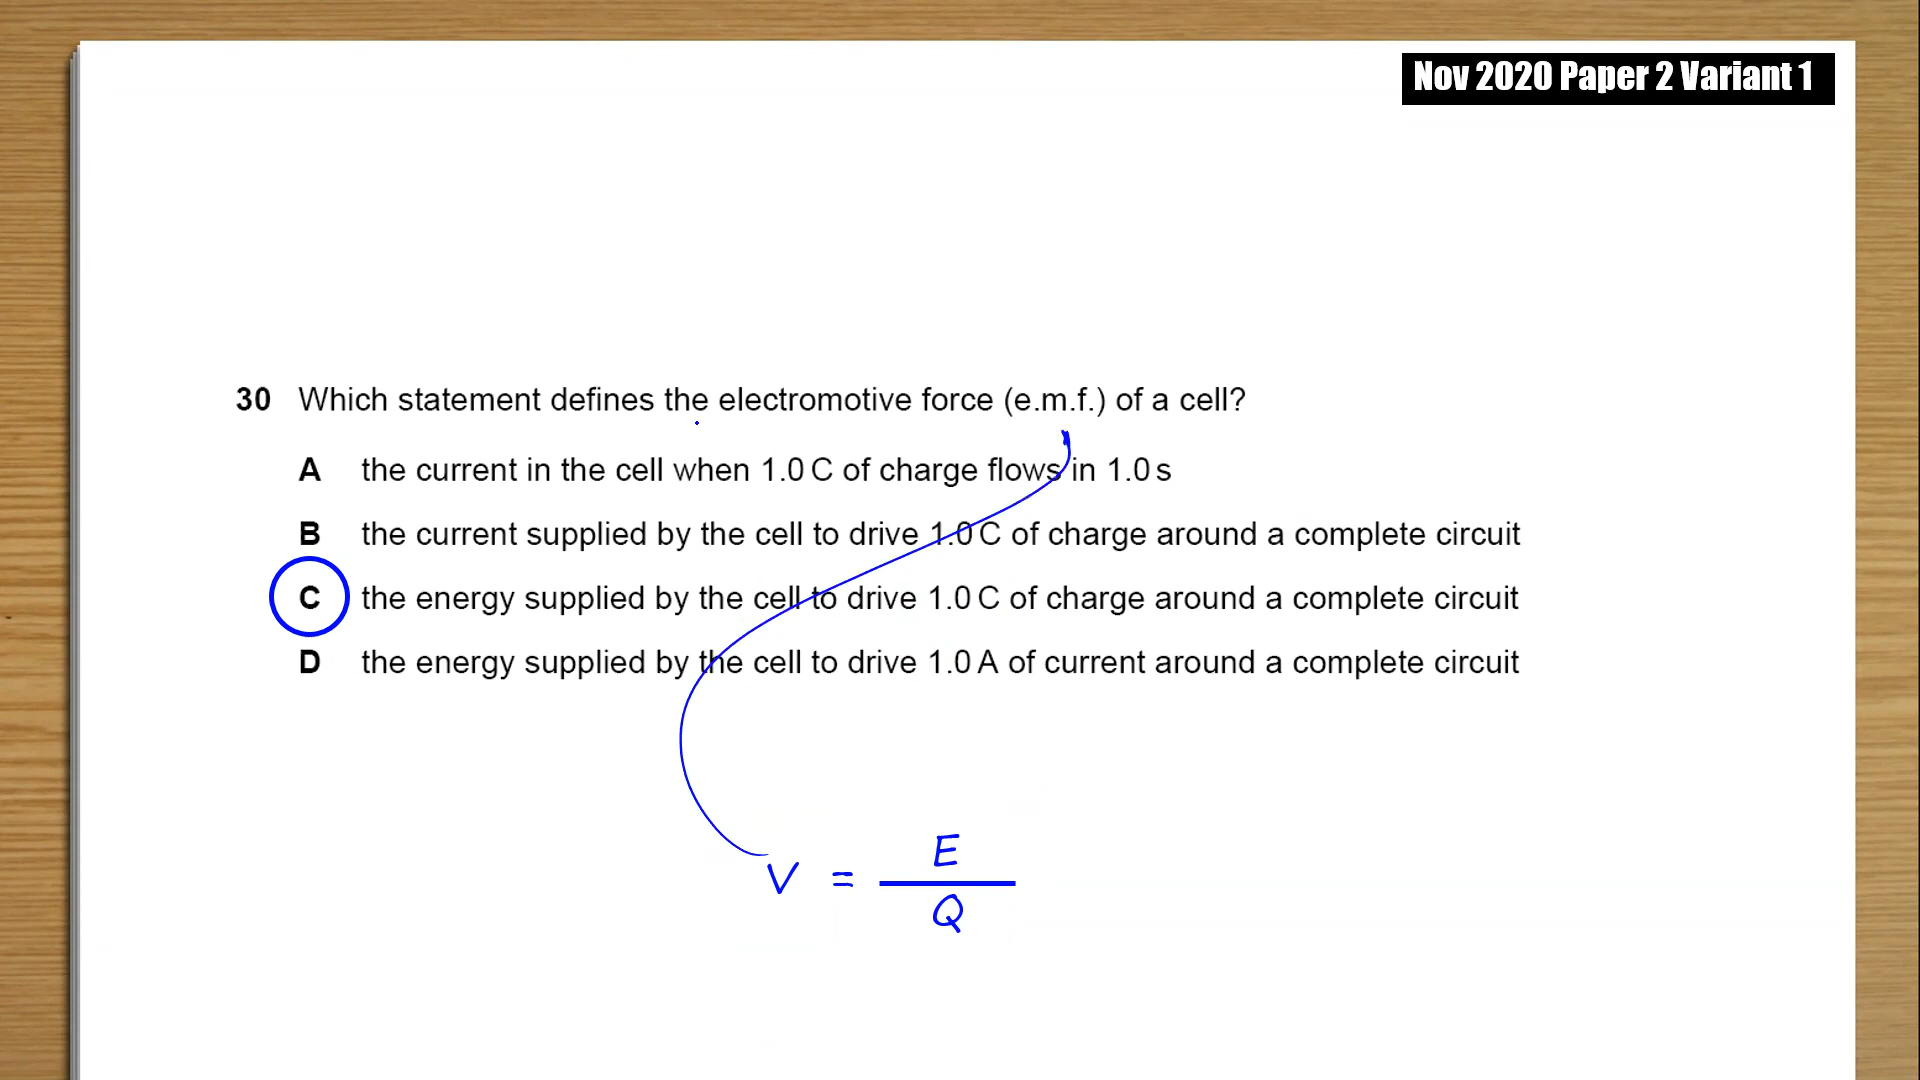 Nov 2020 Paper 2 Variant 1
30 Which statement defines the electromotive force (e.m.f.) of a cell?
A the current in the cell when 1.0 C of charge flows in 1.0 s
B the current supplied by the cell to drive 1.0 C of charge around a complete circuit
C the energy supplied by the cell to drive 1.0 C of charge around a complete circuit
D the energy supplied by the cell to drive 1.0 A of current around a complete circuit
E
V =
Q